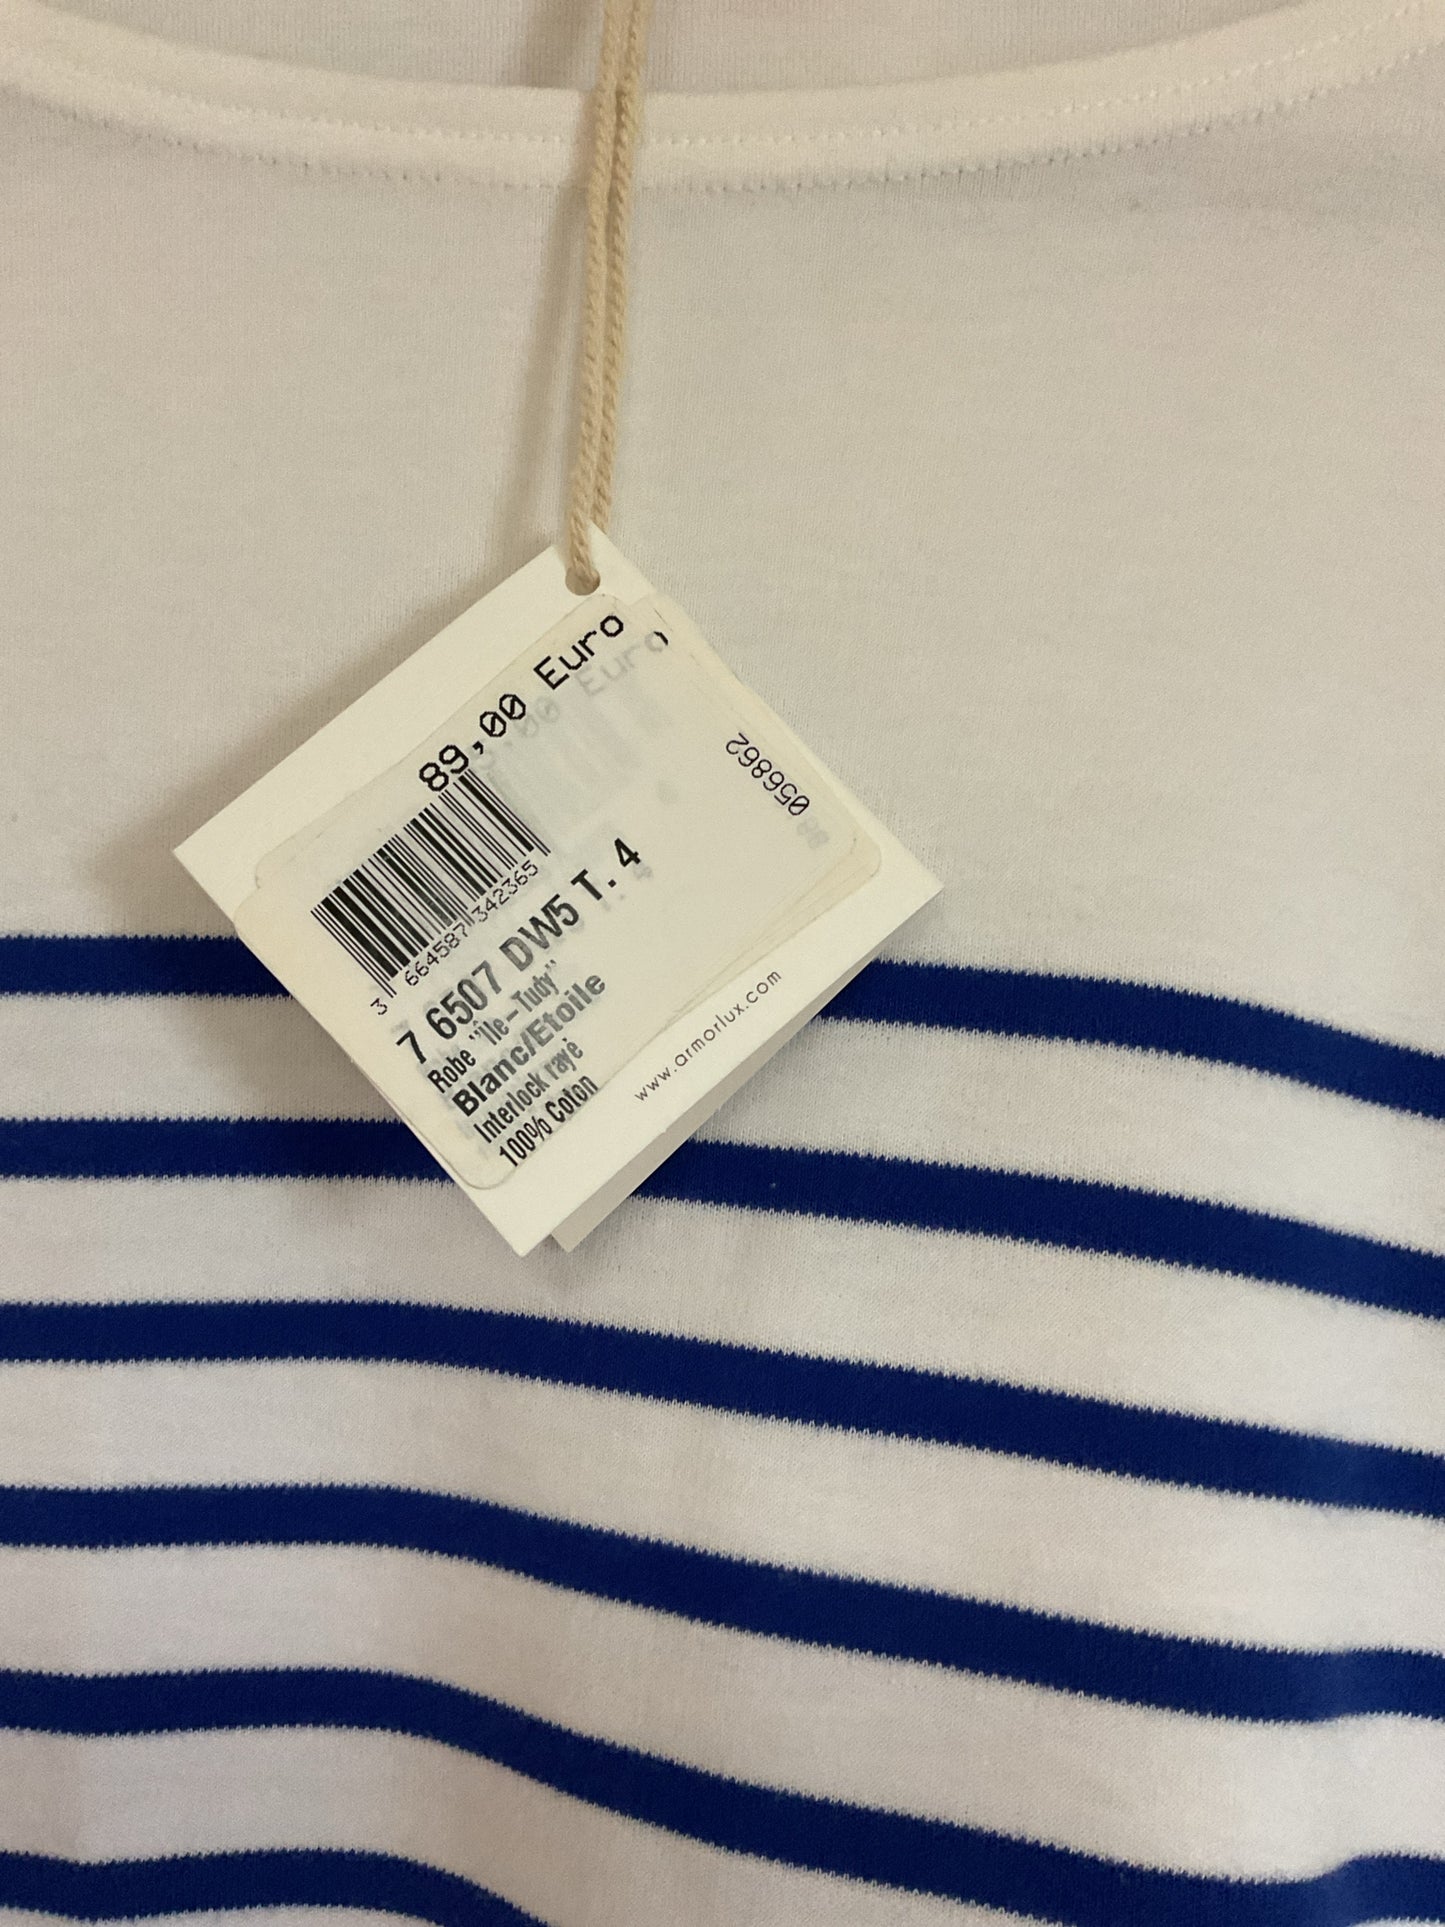 89,00 Euro
3 664587 342365
7 6507 DW5 T. 4
Robe "Île-Tudy"
Blanc/Etoile
Interlock rayé
100% Coton
056862
www.armorlux.com